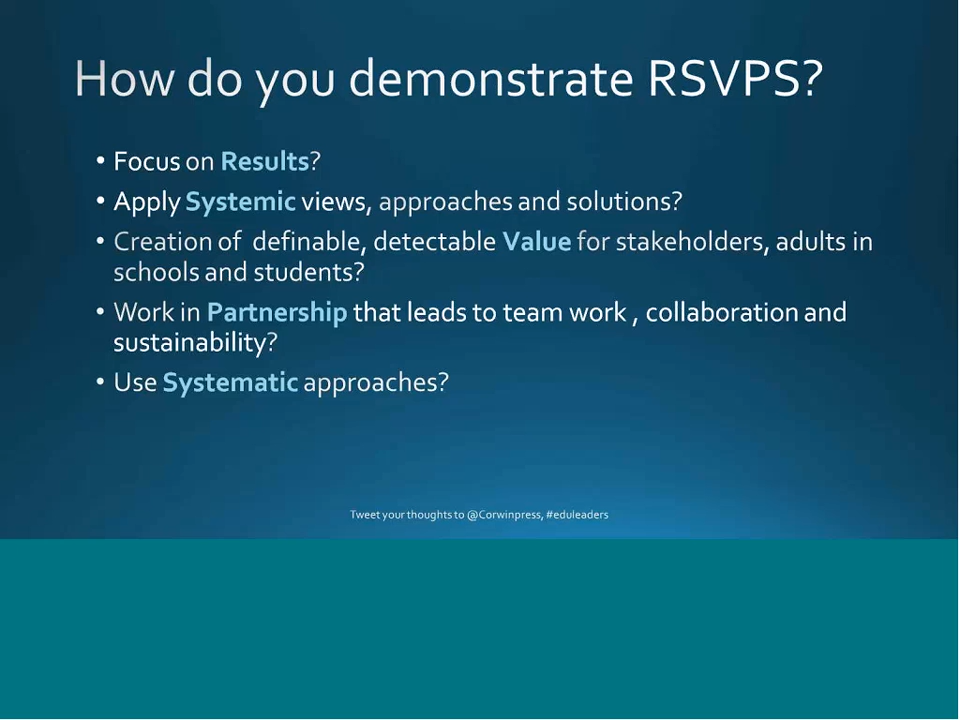 How do you demonstrate RSVPS?
• Focus on Results?
• Apply Systemic views, approaches and solutions?
• Creation of definable, detectable Value for stakeholders, adults in
schools and students?
• Work in Partnership that leads to team work , collaboration and
sustainability?
• Use Systematic approaches?
Tweet your thoughts to @Corwinpress, #eduleaders